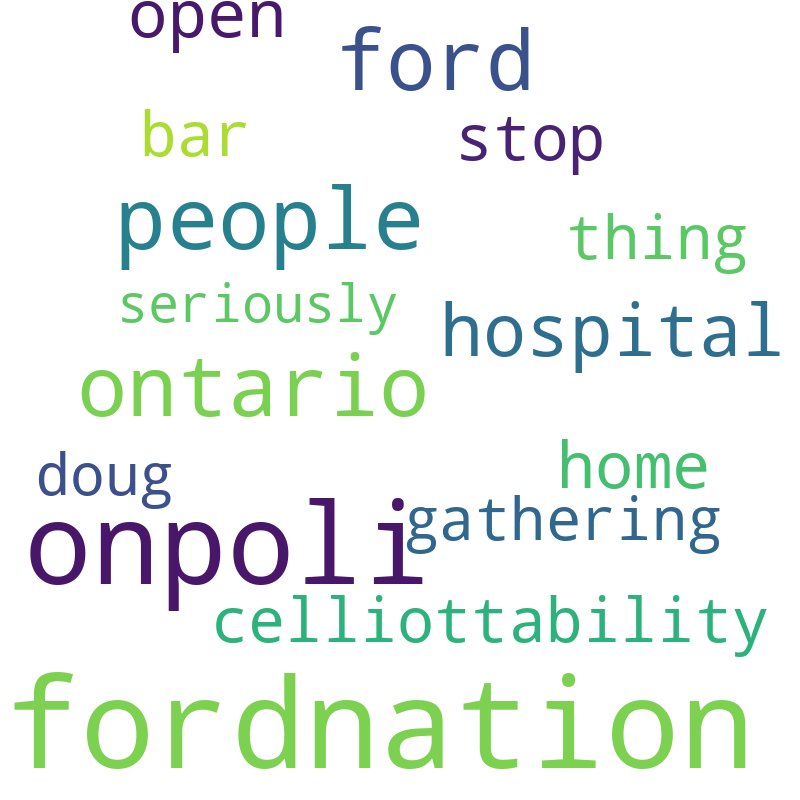 open
ford
bar
stop
people
thing
seriously
hospital
ontario
home
doug
gathering
onpoli
celliottability
fordnation